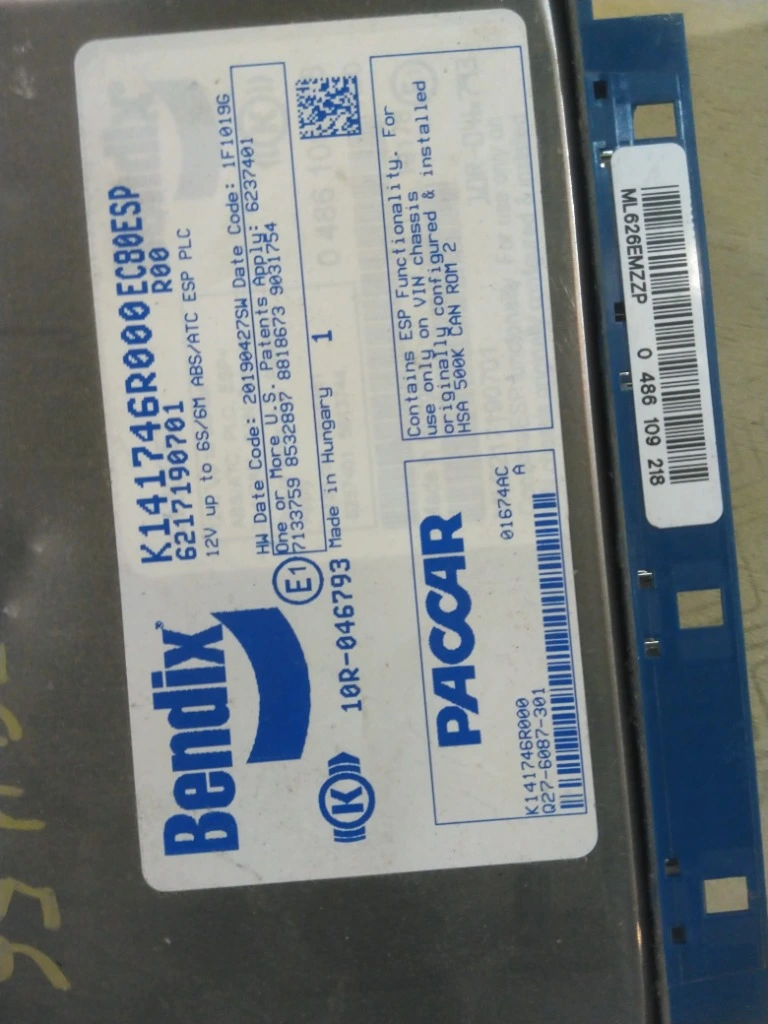 Bendix
K141746R000 EC80ESP
6217190701 R00
12V up to 6S/6M ABS/ATC ESP PLC
HW Date Code: 20190427SW Date Code: 1F1019G
One or More U.S. Patents Apply: 6237401
7133759 8532897 8818673 9031754
E1
10R-046793 Made in Hungary 1
K
PACCAR
01674AC
A
K141746R000
Q27-6087-301
Contains ESP Functionality. For
use only on VIN chassis
originally configured & installed
HSA 500K CAN ROM 2
ML626EMZZP 0 486 109 218